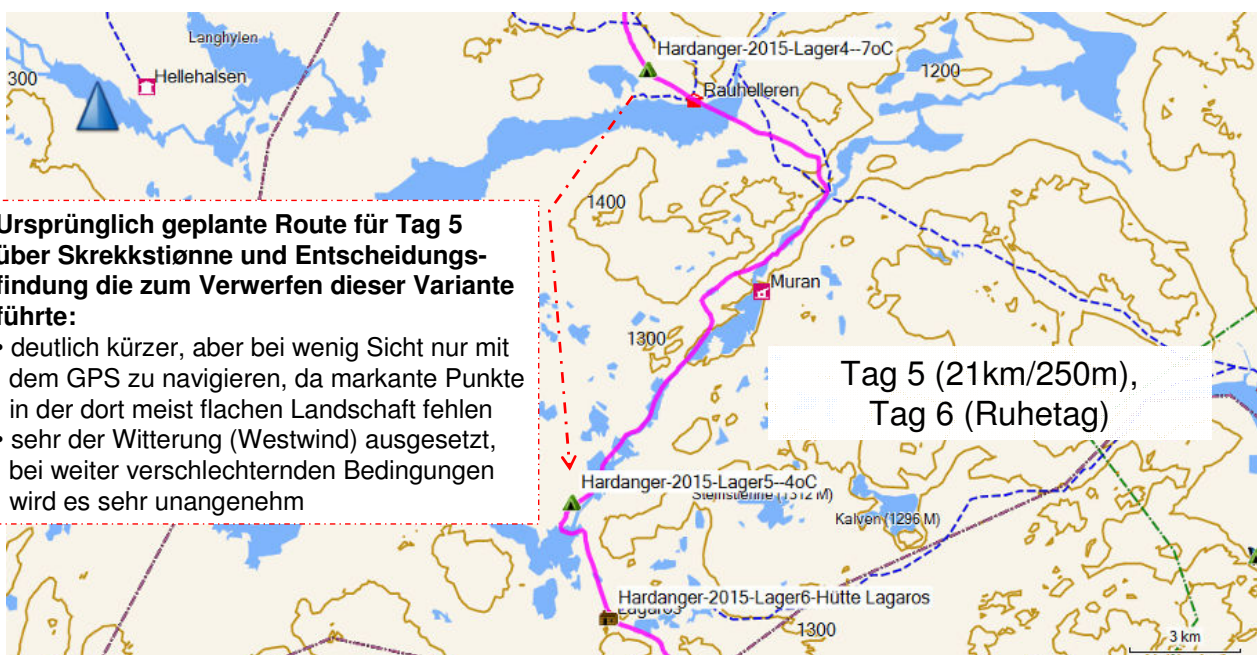 Langhylen
Hardanger-2015-Lager4--7oC
300
Hellehalsen
1200
Rauhelleren
1400
Ursprünglich geplante Route für Tag 5
über Skrekkstiønne und Entscheidungs-
findung die zum Verwerfen dieser Variante
führte:
• deutlich kürzer, aber bei wenig Sicht nur mit
dem GPS zu navigieren, da markante Punkte
in der dort meist flachen Landschaft fehlen
• sehr der Witterung (Westwind) ausgesetzt,
bei weiter verschlechternden Bedingungen
wird es sehr unangenehm
Muran
1300
Tag 5 (21km/250m),
Tag 6 (Ruhetag)
Hardanger-2015-Lager5--4oC
(1312 M)
Kalven (1296 M)
Hardanger-2015-Lager6-Hütte Lagaros
Lagaros
1300
3 km